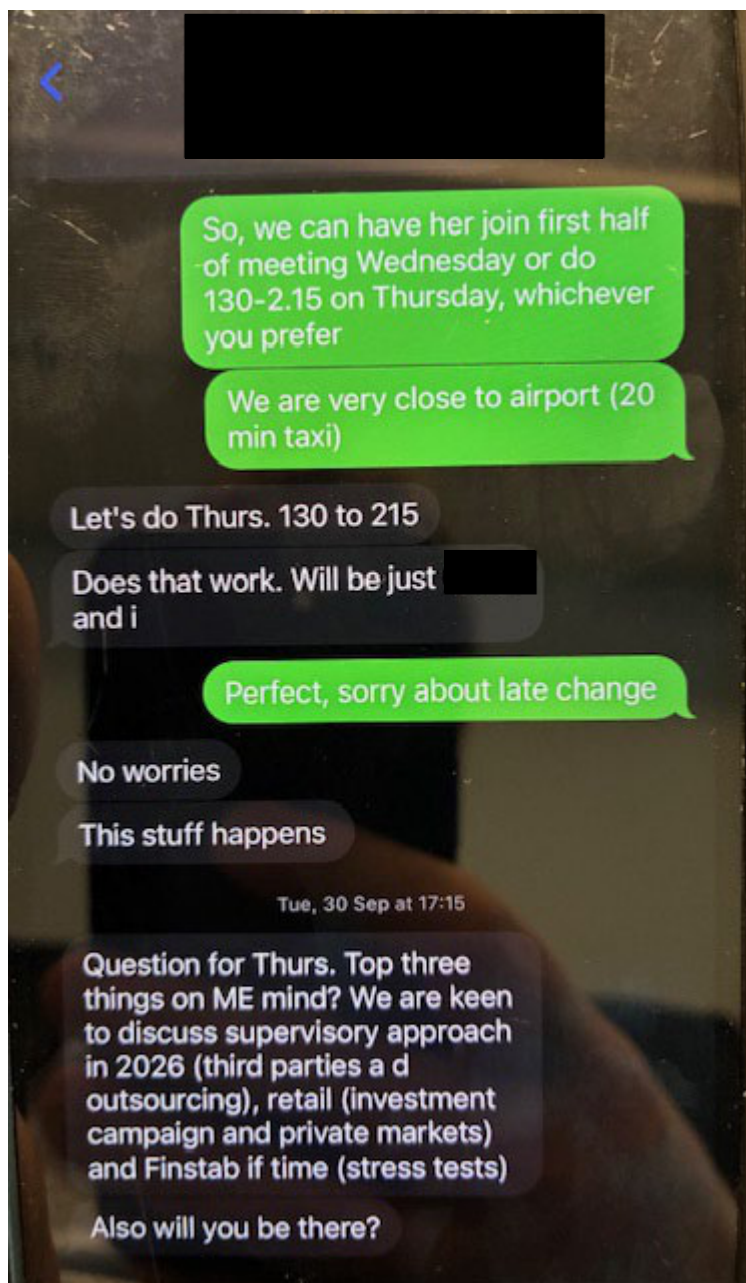 So, we can have her join first half
of meeting Wednesday or do
130-2.15 on Thursday, whichever
you prefer
We are very close to airport (20
min taxi)
Let's do Thurs. 130 to 215
Does that work. Will be just
and i
Perfect, sorry about late change
No worries
This stuff happens
Tue, 30 Sep at 17:15
Question for Thurs. Top three
things on ME mind? We are keen
to discuss supervisory approach
in 2026 (third parties a d
outsourcing), retail (investment
campaign and private markets)
and Finstab if time (stress tests)
Also will you be there?